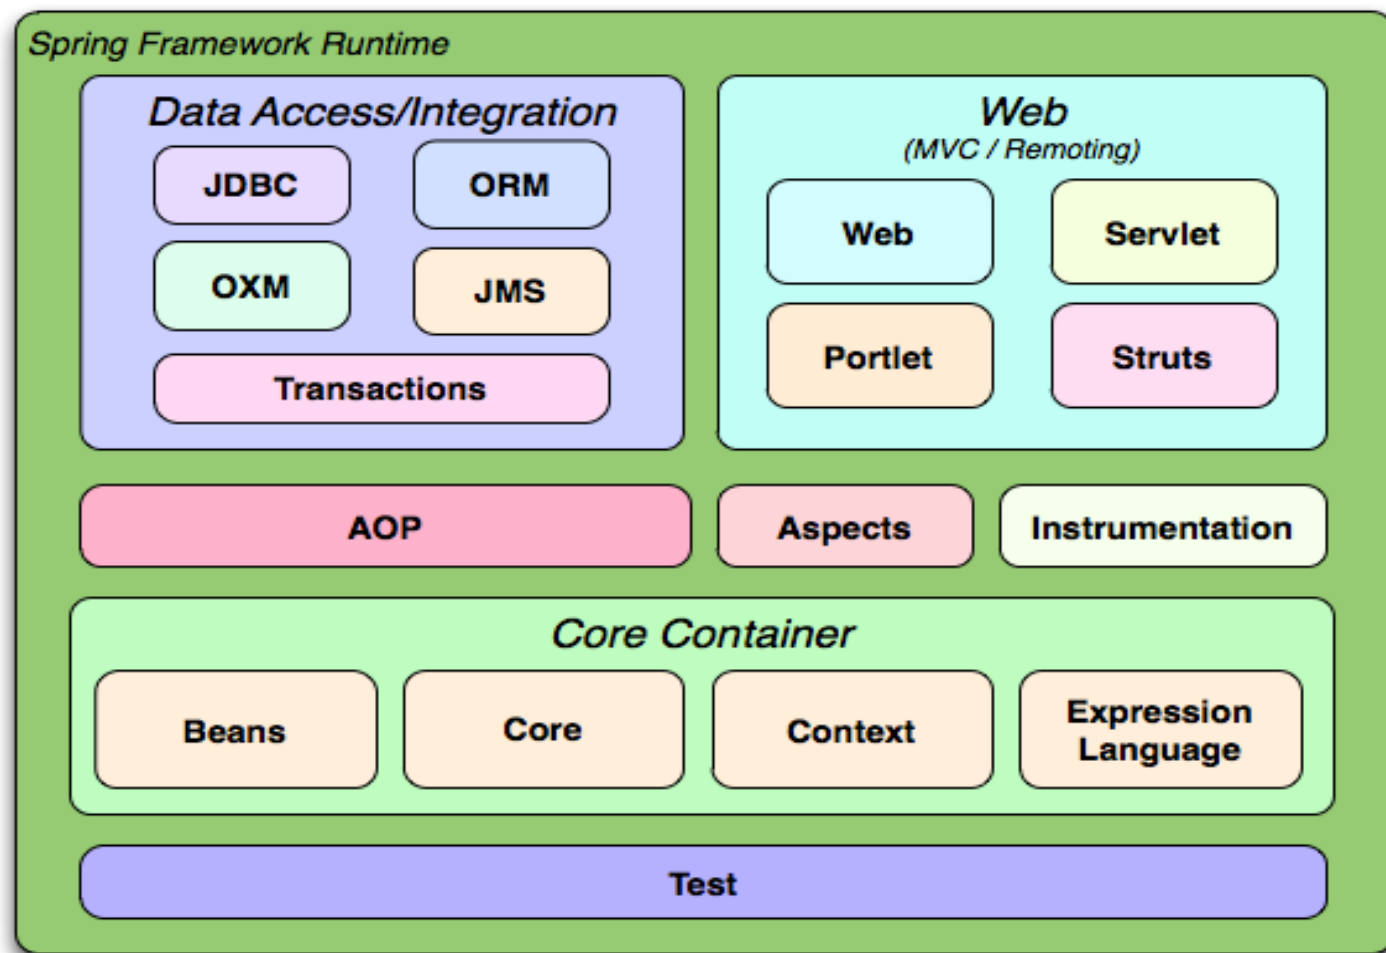 Spring Framework Runtime
Data Access/Integration
JDBC
ORM
OXM
JMS
Transactions
Web
(MVC / Remoting)
Web
Servlet
Portlet
Struts
AOP
Aspects
Instrumentation
Core Container
Beans
Core
Context
Expression
Language
Test